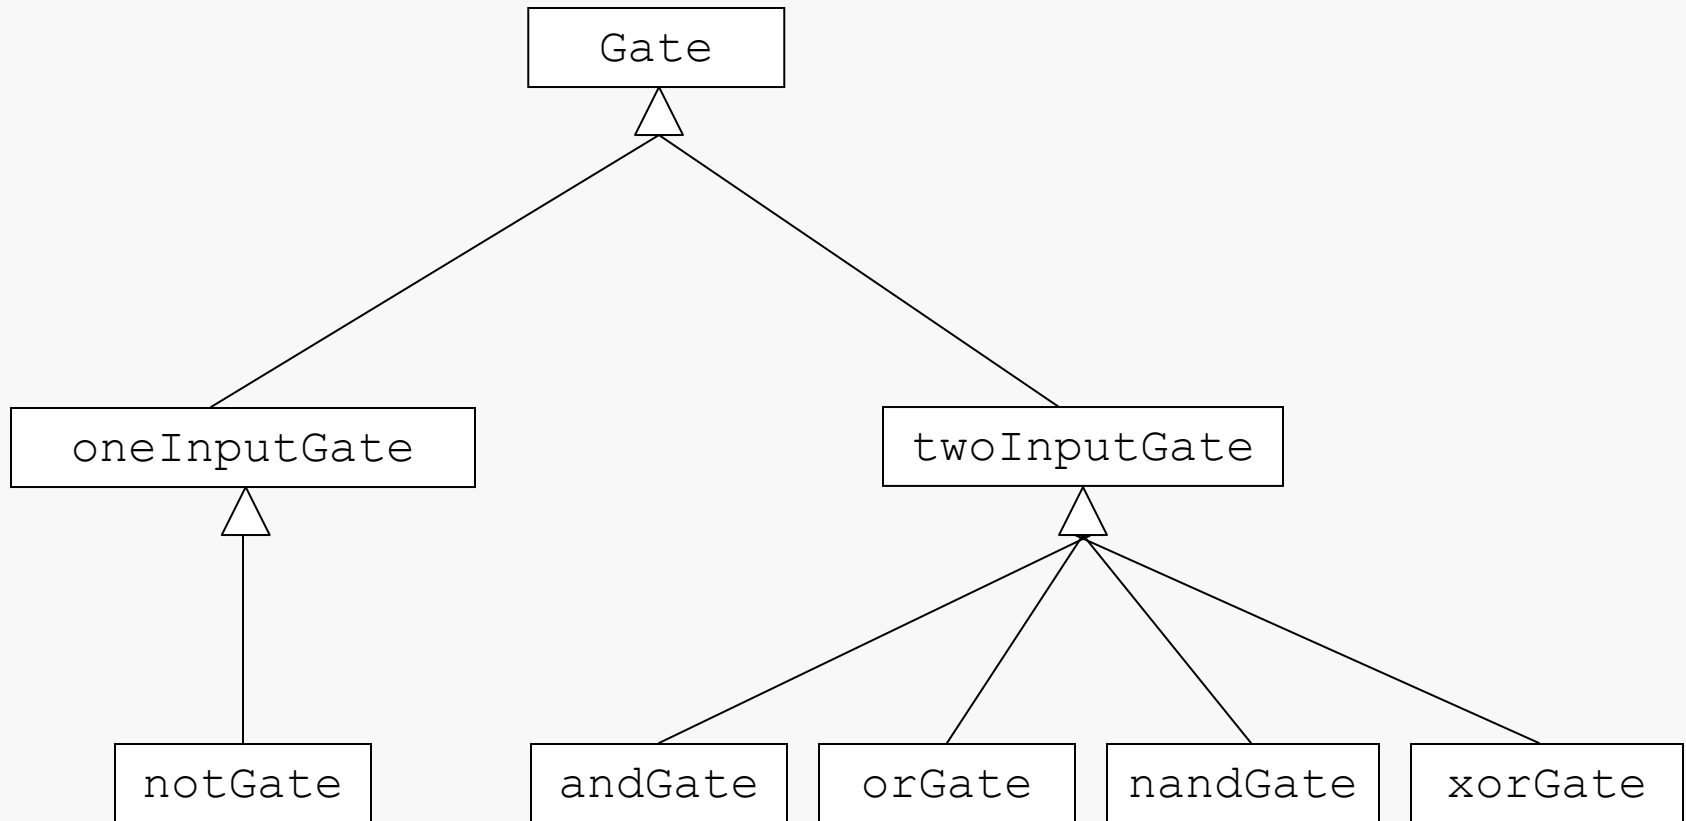 Gate
oneInputGate
twoInputGate
notGate
andGate
orGate
nandGate
xorGate